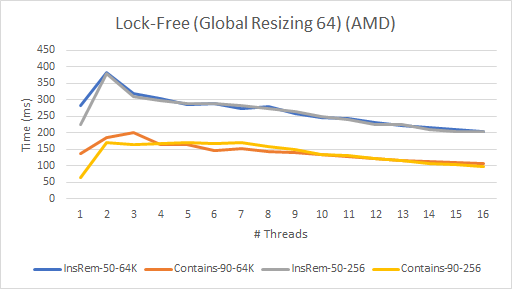 Lock-Free (Global Resizing 64) (AMD)
450
400
350
300
250
200
150
100
50
0
Time (ms)
1 2 3 4 5 6 7 8 9 10 11 12 13 14 15 16
# Threads
InsRem-50-64K Contains-90-64K InsRem-50-256 Contains-90-256